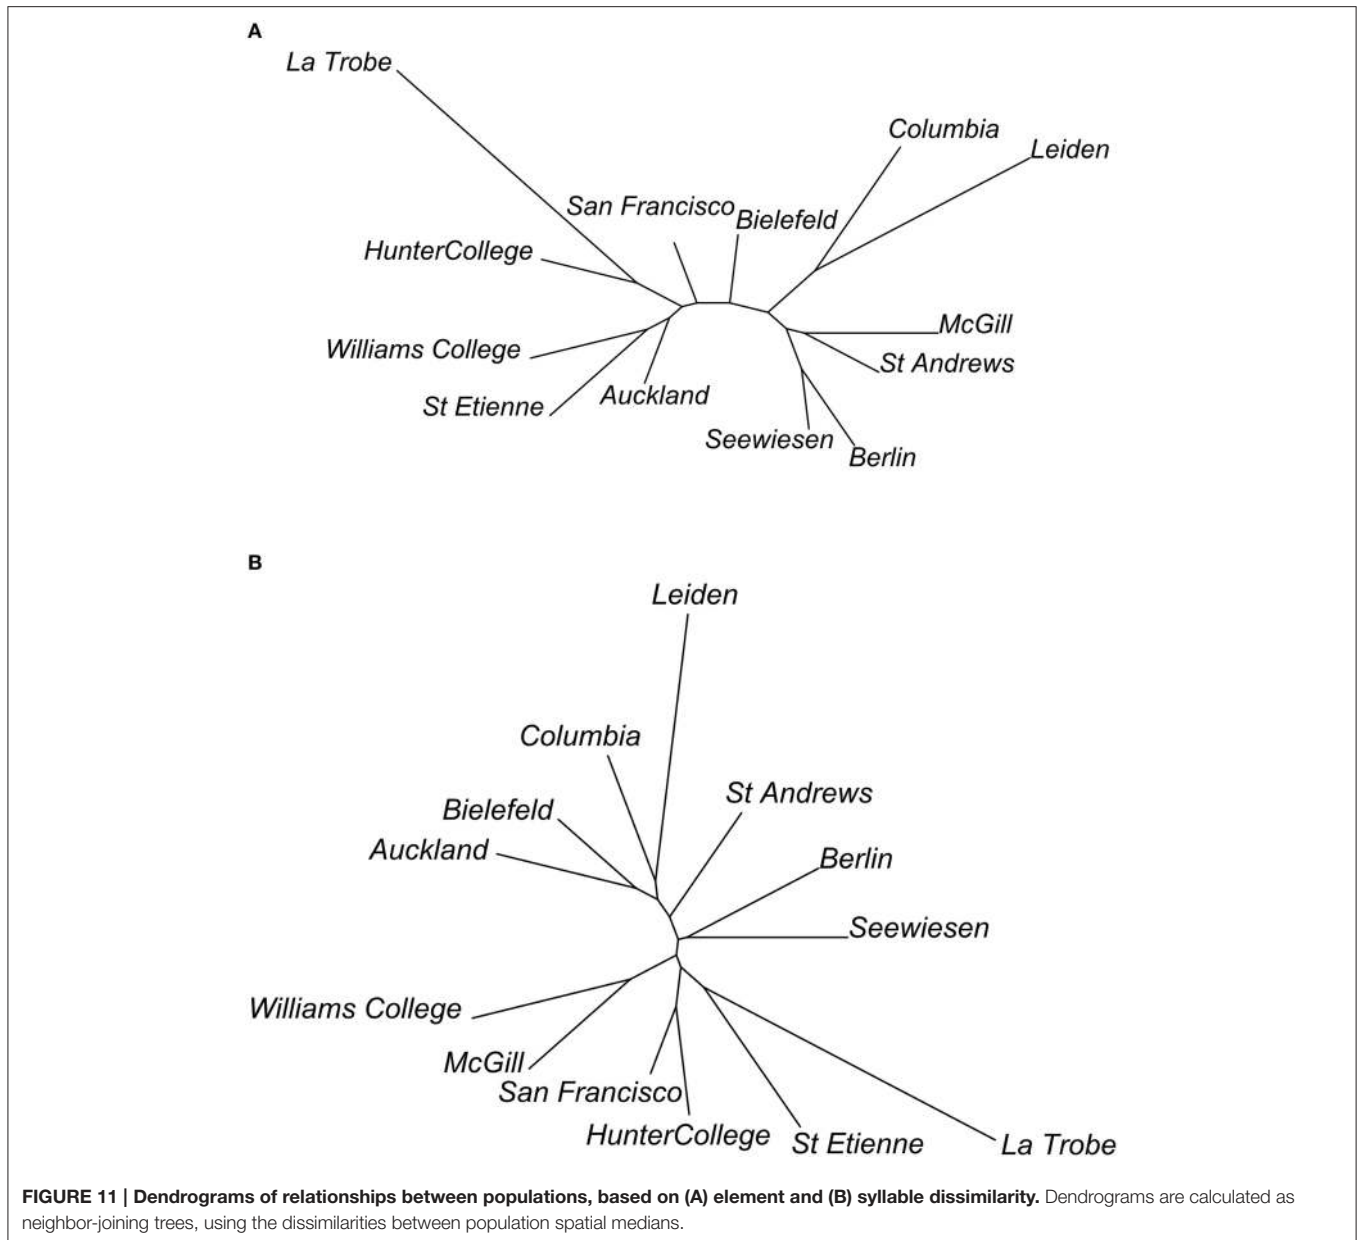 A
La Trobe
Columbia
Leiden
San Francisco
Bielefeld
HunterCollege
McGill
Williams College
St Andrews
Auckland
St Etienne
Seewiesen
Berlin
B
Leiden
Columbia
St Andrews
Bielefeld
Auckland
Berlin
Seewiesen
Williams College
McGill
San Francisco
HunterCollege
St Etienne
La Trobe
FIGURE 11 | Dendrograms of relationships between populations, based on (A) element and (B) syllable dissimilarity. Dendrograms are calculated as
neighbor-joining trees, using the dissimilarities between population spatial medians.